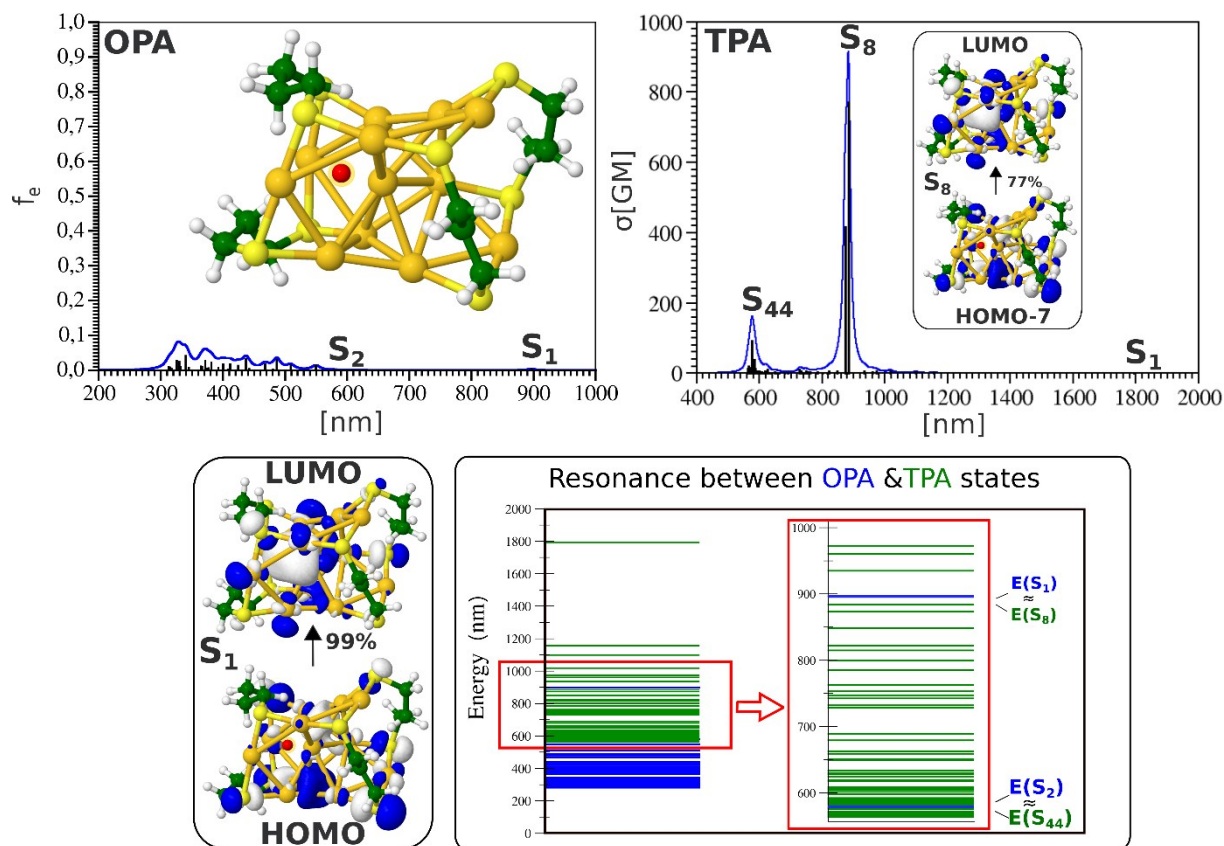 OPA
1,0
0,9
0,8
0,7
0,6
0,5
0,4
0,3
0,2
0,1
0,0
fe
S2
S1
200 300 400 500 600 700 800 900 1000
[nm]
TPA
1000
800
600
400
200
0
σ[GM]
S44
S8
S1
400 600 800 1000 1200 1400 1600 1800 2000
[nm]
LUMO
S8
77%
HOMO-7
LUMO
S1
99%
HOMO
Resonance between OPA &TPA states
Energy (nm)
2000
1800
1600
1400
1200
1000
800
600
400
200
0
1000
900
800
700
600
E(S1)
≈
E(S8)
E(S2)
≈
E(S44)